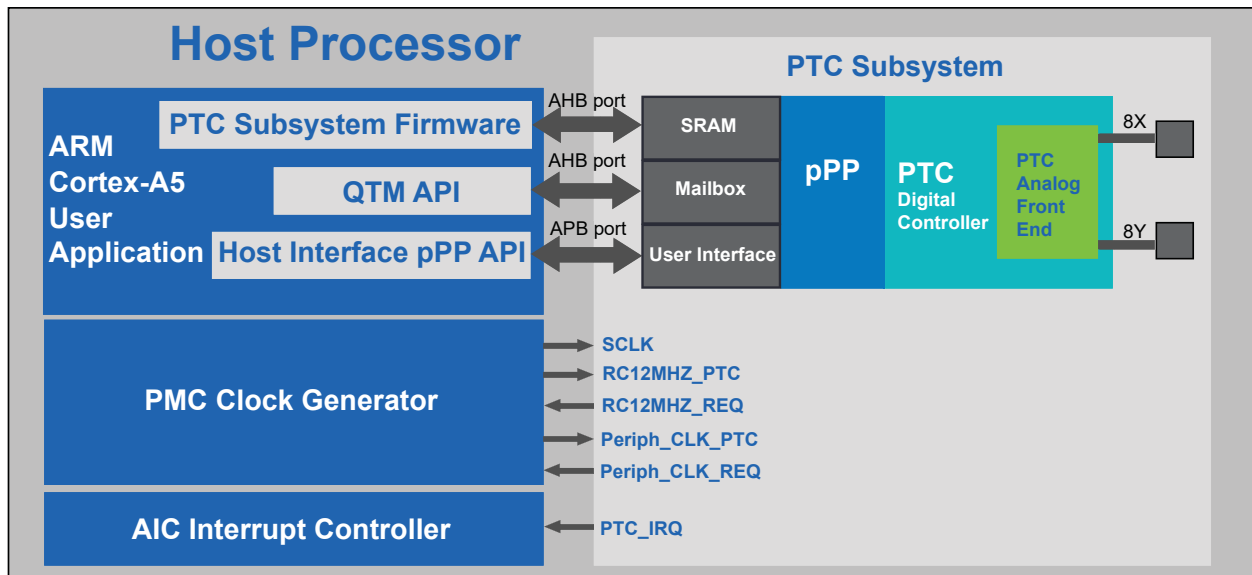 Host Processor
PTC Subsystem
ARM
Cortex-A5
User
Application
PTC Subsystem Firmware
QTM API
Host Interface pPP API
AHB port
AHB port
APB port
SRAM
Mailbox
User Interface
pPP
PTC
Digital
Controller
PTC
Analog
Front
End
8X
8Y
PMC Clock Generator
SCLK
RC12MHZ_PTC
RC12MHZ_REQ
Periph_CLK_PTC
Periph_CLK_REQ
AIC Interrupt Controller
PTC_IRQ